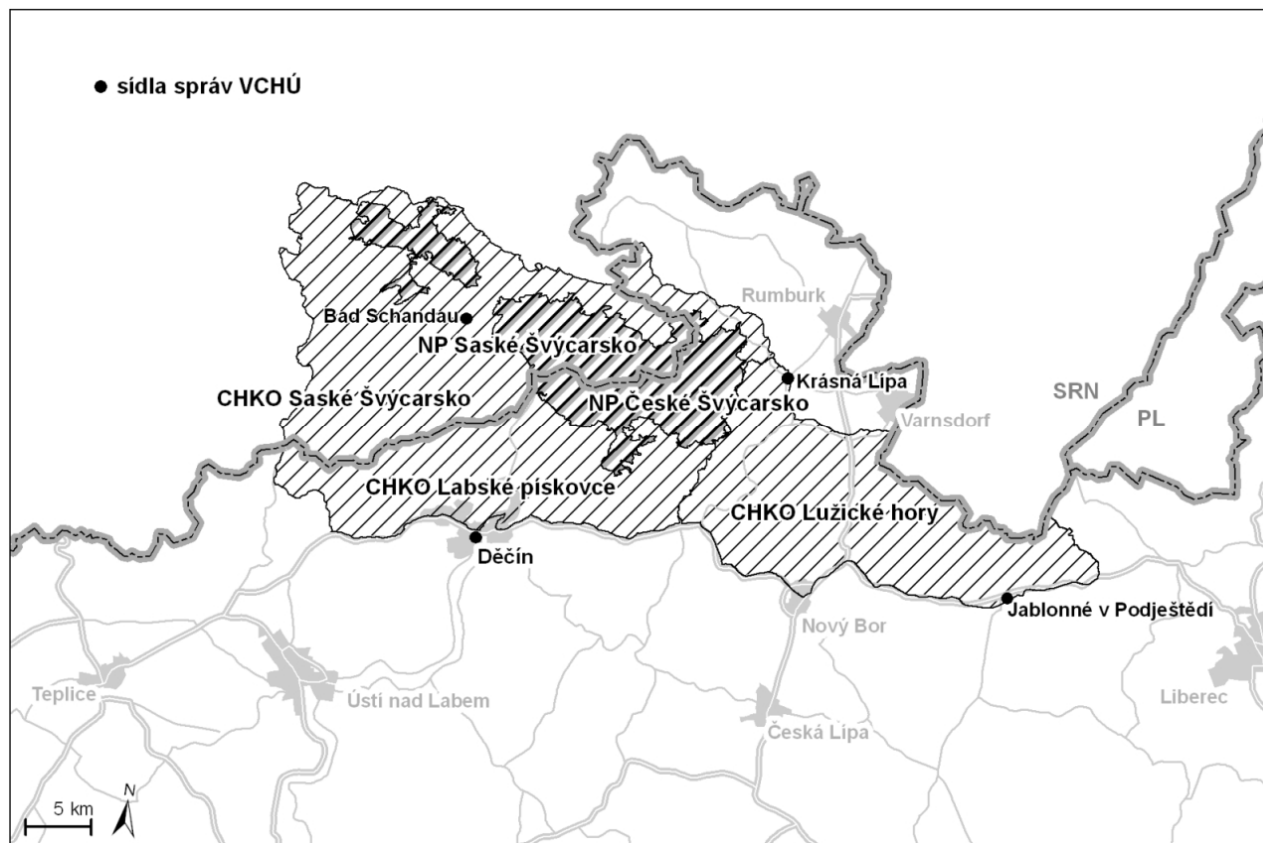 sídla správ VCHÚ
Rumburk
Bad Schandau
NP Saské Švýcarsko
Krásná Lípa
SRN
CHKO Saské Švýcarsko
NP České Švýcarsko
PL
Varnsdorf
CHKO Labské pískovce
CHKO Lužické hory
Děčín
Jablonné v Podještědí
Nový Bor
Teplice
Ústí nad Labem
Liberec
Česká Lípa
5 km
N